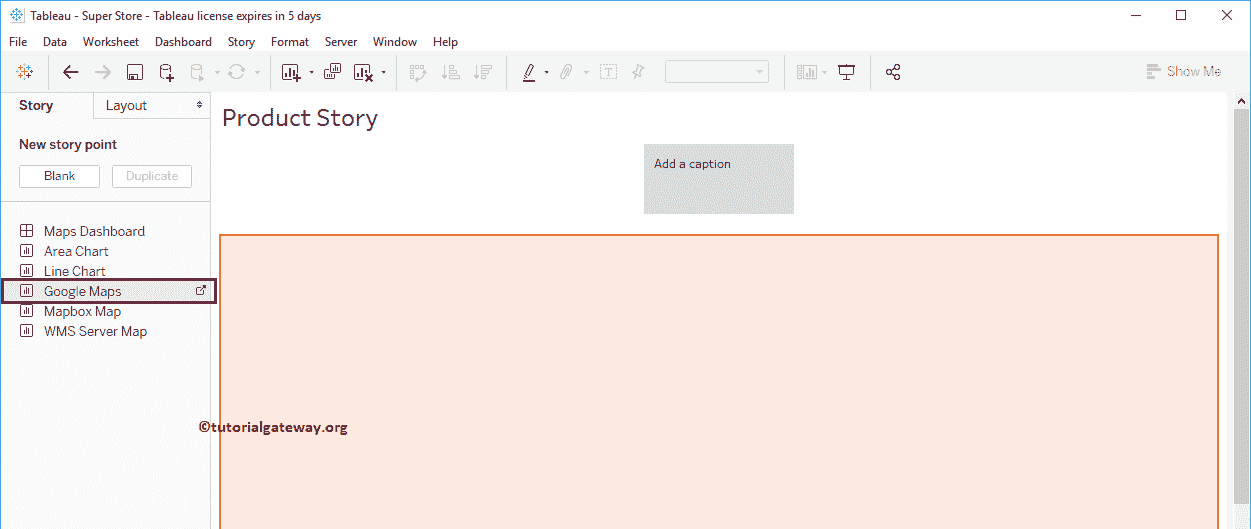 Tableau - Super Store - Tableau license expires in 5 days
File Data Worksheet Dashboard Story Format Server Window Help
Show Me
Story Layout
Product Story
New story point
Add a caption
Blank Duplicate
Maps Dashboard
Area Chart
Line Chart
Google Maps
Mapbox Map
WMS Server Map
©tutorialgateway.org